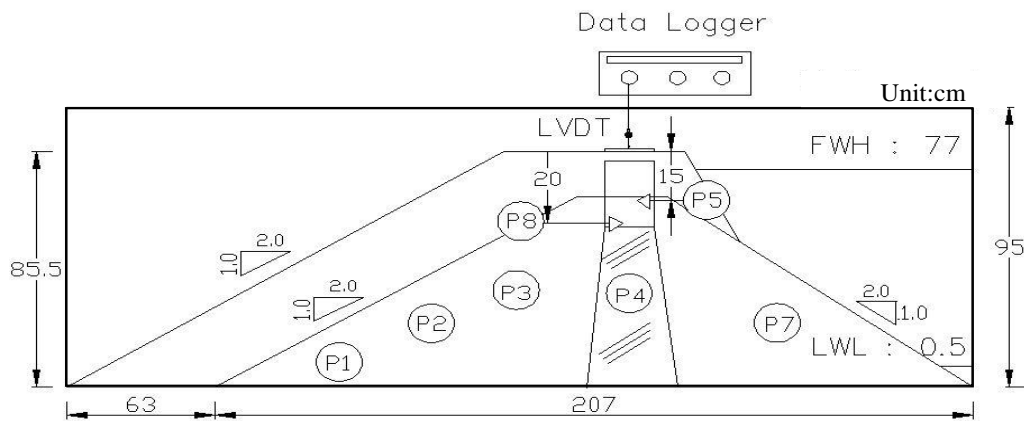 Data Logger
Unit:cm
LVDT
FWH : 77
20
15
P5
P8
2.0
1.0
95
85.5
2.0
1.0
P3
P4
2.0
1.0
P2
P7
LWL : 0.5
P1
63
207